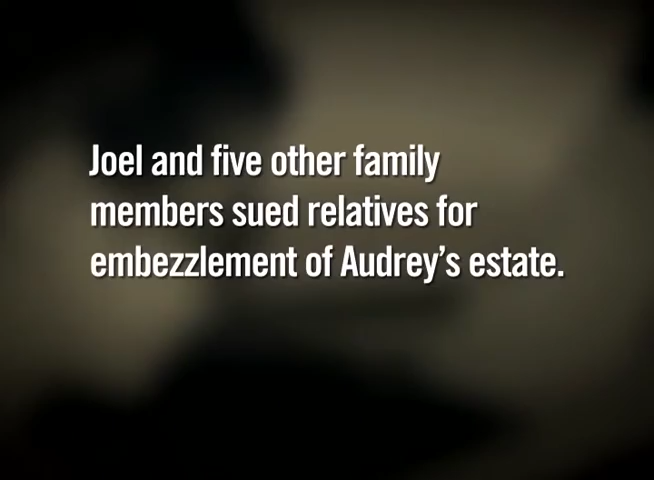 Joel and five other family
members sued relatives for
embezzlement of Audrey’s estate.